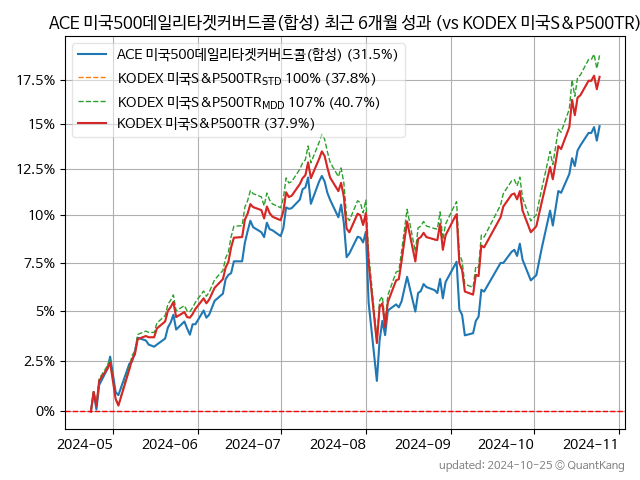 ACE 미국500데일리타겟커버드콜(합성) 최근 6개월 성과 (vs KODEX 미국S&P500TR)
ACE 미국500데일리타겟커버드콜(합성) (31.5%)
KODEX 미국S&P500TR_STD 100% (37.8%)
KODEX 미국S&P500TR_MDD 107% (40.7%)
KODEX 미국S&P500TR (37.9%)
17.5%
15%
12.5%
10%
7.5%
5%
2.5%
0%
2024-05 2024-06 2024-07 2024-08 2024-09 2024-10 2024-11
updated: 2024-10-25 © QuantKang